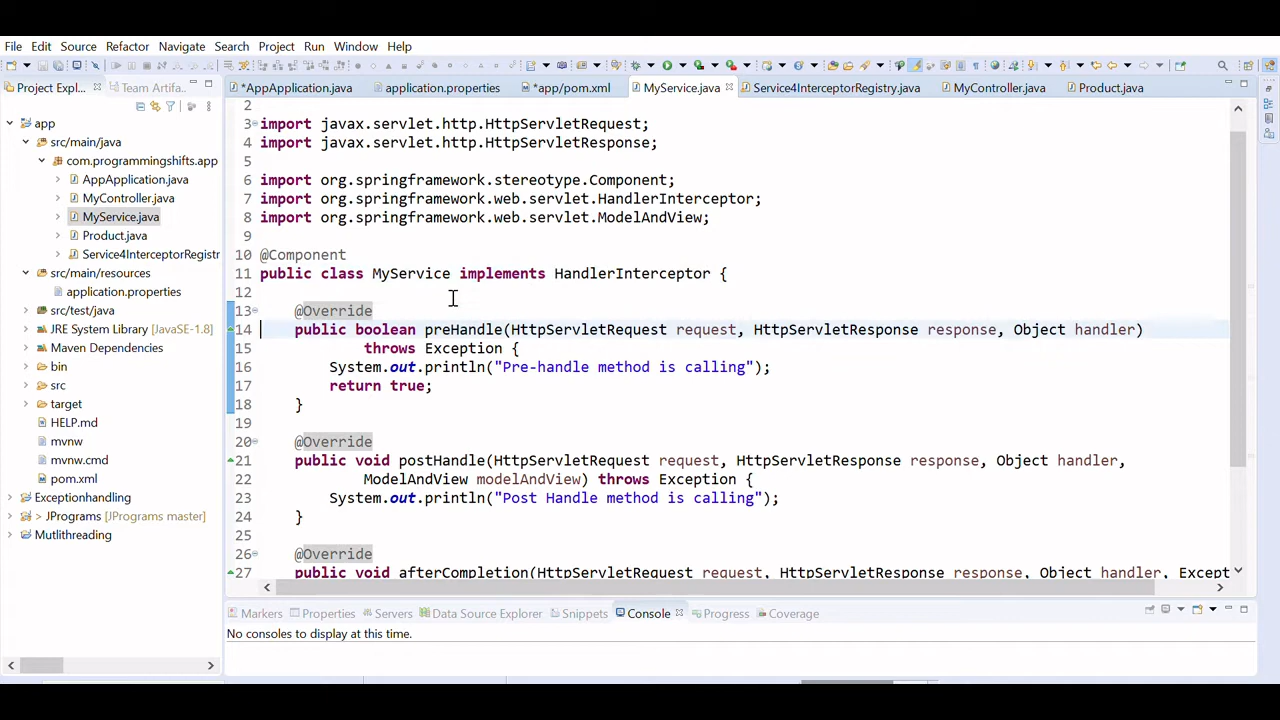 File Edit Source Refactor Navigate Search Project Run Window Help
Project Expl... Team Artifa...
*AppApplication.java application.properties *app/pom.xml MyService.java Service4InterceptorRegistry.java MyController.java Product.java
app
src/main/java
com.programmingshifts.app
AppApplication.java
MyController.java
MyService.java
Product.java
Service4InterceptorRegistr
src/main/resources
application.properties
src/test/java
JRE System Library [JavaSE-1.8]
Maven Dependencies
bin
src
target
HELP.md
mvnw
mvnw.cmd
pom.xml
Exceptionhandling
> JPrograms [JPrograms master]
Mutlithreading
2
3 import javax.servlet.http.HttpServletRequest;
4 import javax.servlet.http.HttpServletResponse;
5
6 import org.springframework.stereotype.Component;
7 import org.springframework.web.servlet.HandlerInterceptor;
8 import org.springframework.web.servlet.ModelAndView;
9
10 @Component
11 public class MyService implements HandlerInterceptor {
12
13 @Override
14 public boolean preHandle(HttpServletRequest request, HttpServletResponse response, Object handler)
15 throws Exception {
16 System.out.println("Pre-handle method is calling");
17 return true;
18 }
19
20 @Override
21 public void postHandle(HttpServletRequest request, HttpServletResponse response, Object handler,
22 ModelAndView modelAndView) throws Exception {
23 System.out.println("Post Handle method is calling");
24 }
25
26 @Override
27 public void afterCompletion(HttpServletRequest request, HttpServletResponse response, Object handler, Except
Markers Properties Servers Data Source Explorer Snippets Console Progress Coverage
No consoles to display at this time.